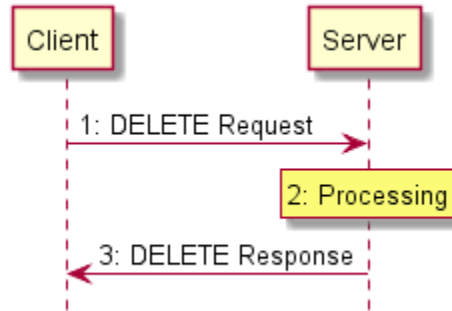 Client
Server
1: DELETE Request
2: Processing
3: DELETE Response